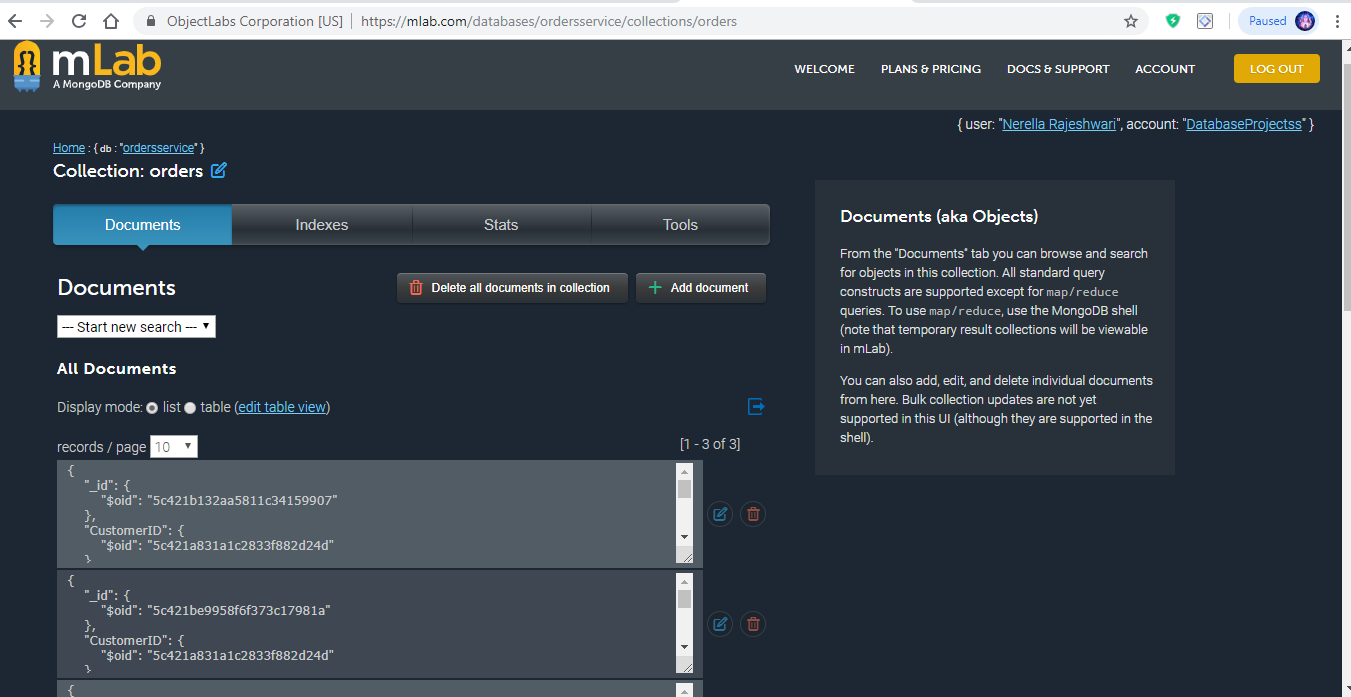 ObjectLabs Corporation [US] | https://mlab.com/databases/ordersservice/collections/orders
Paused
mLab
A MongoDB Company
WELCOME PLANS & PRICING DOCS & SUPPORT ACCOUNT LOG OUT
{ user: "Nerella Rajeshwari", account: "DatabaseProjectss" }
Home : { db : "ordersservice" }
Collection: orders
Documents Indexes Stats Tools
Documents
Delete all documents in collection
Add document
--- Start new search ---
All Documents
Display mode: list table (edit table view)
records / page 10
[1 - 3 of 3]
{
"_id": {
"$oid": "5c421b132aa5811c34159907"
},
"CustomerID": {
"$oid": "5c421a831a1c2833f882d24d"
}
{
"_id": {
"$oid": "5c421be9958f6f373c17981a"
},
"CustomerID": {
"$oid": "5c421a831a1c2833f882d24d"
}
{
Documents (aka Objects)
From the "Documents" tab you can browse and search
for objects in this collection. All standard query
constructs are supported except for map/reduce
queries. To use map/reduce, use the MongoDB shell
(note that temporary result collections will be viewable
in mLab).
You can also add, edit, and delete individual documents
from here. Bulk collection updates are not yet
supported in this UI (although they are supported in the
shell).